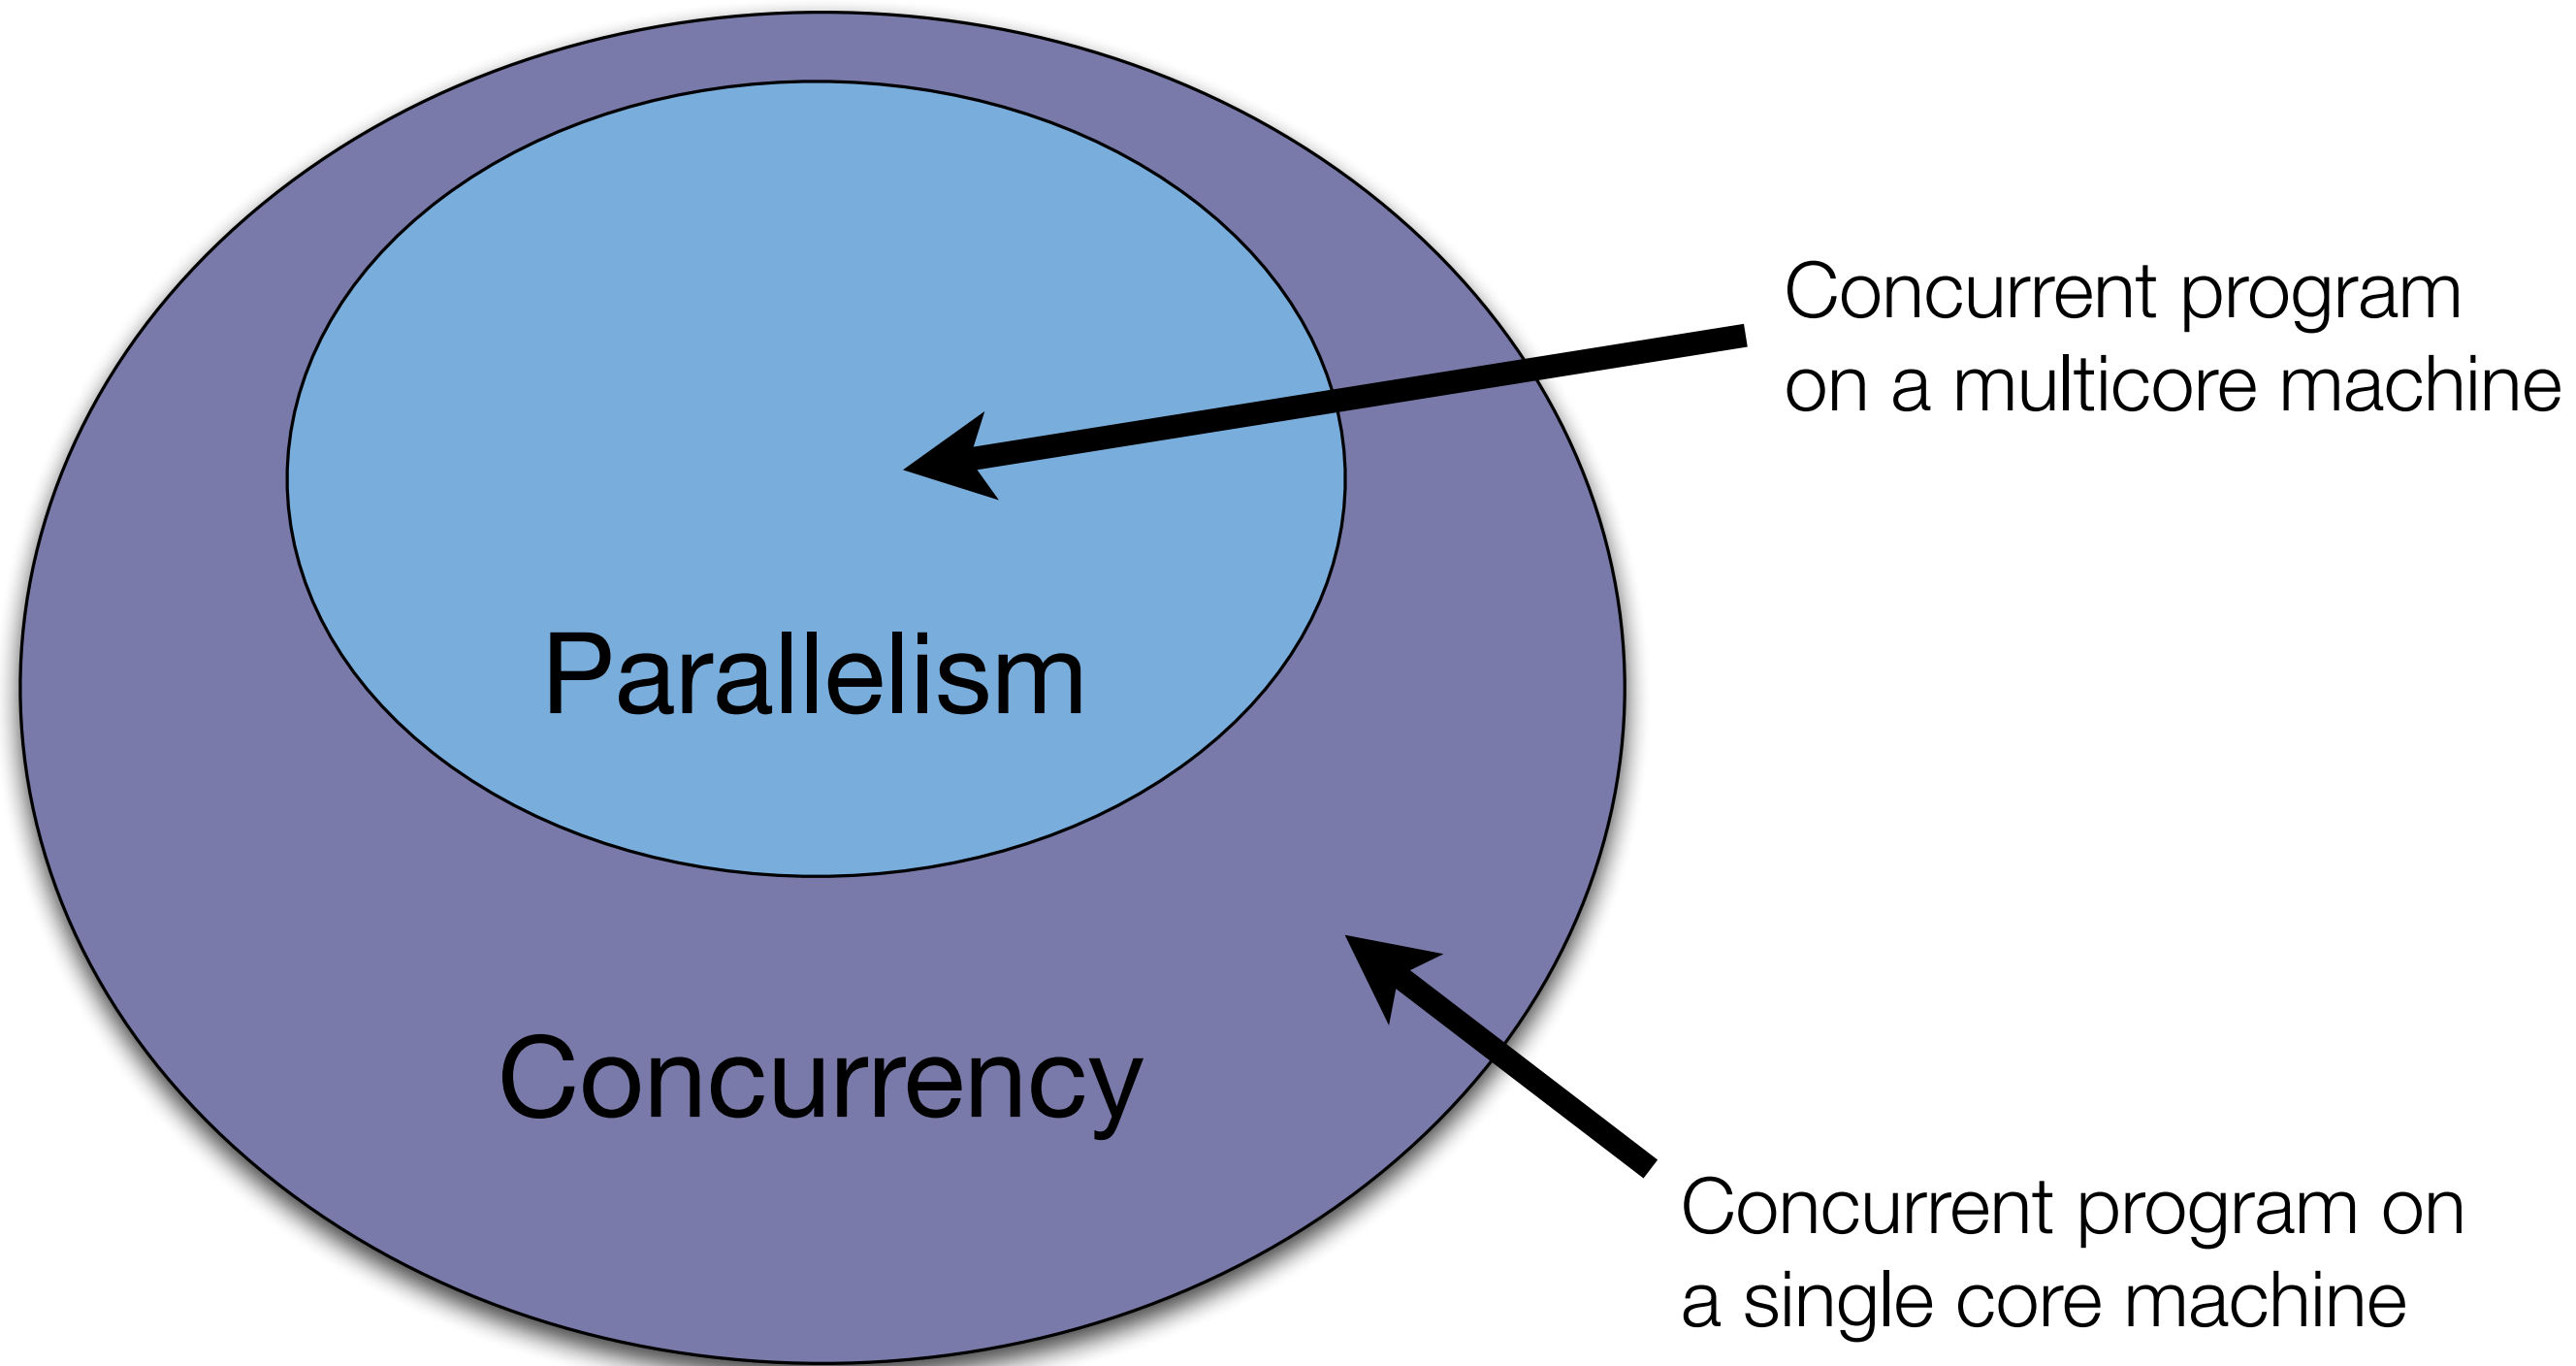 Concurrent program
on a multicore machine
Parallelism
Concurrency
Concurrent program on
a single core machine